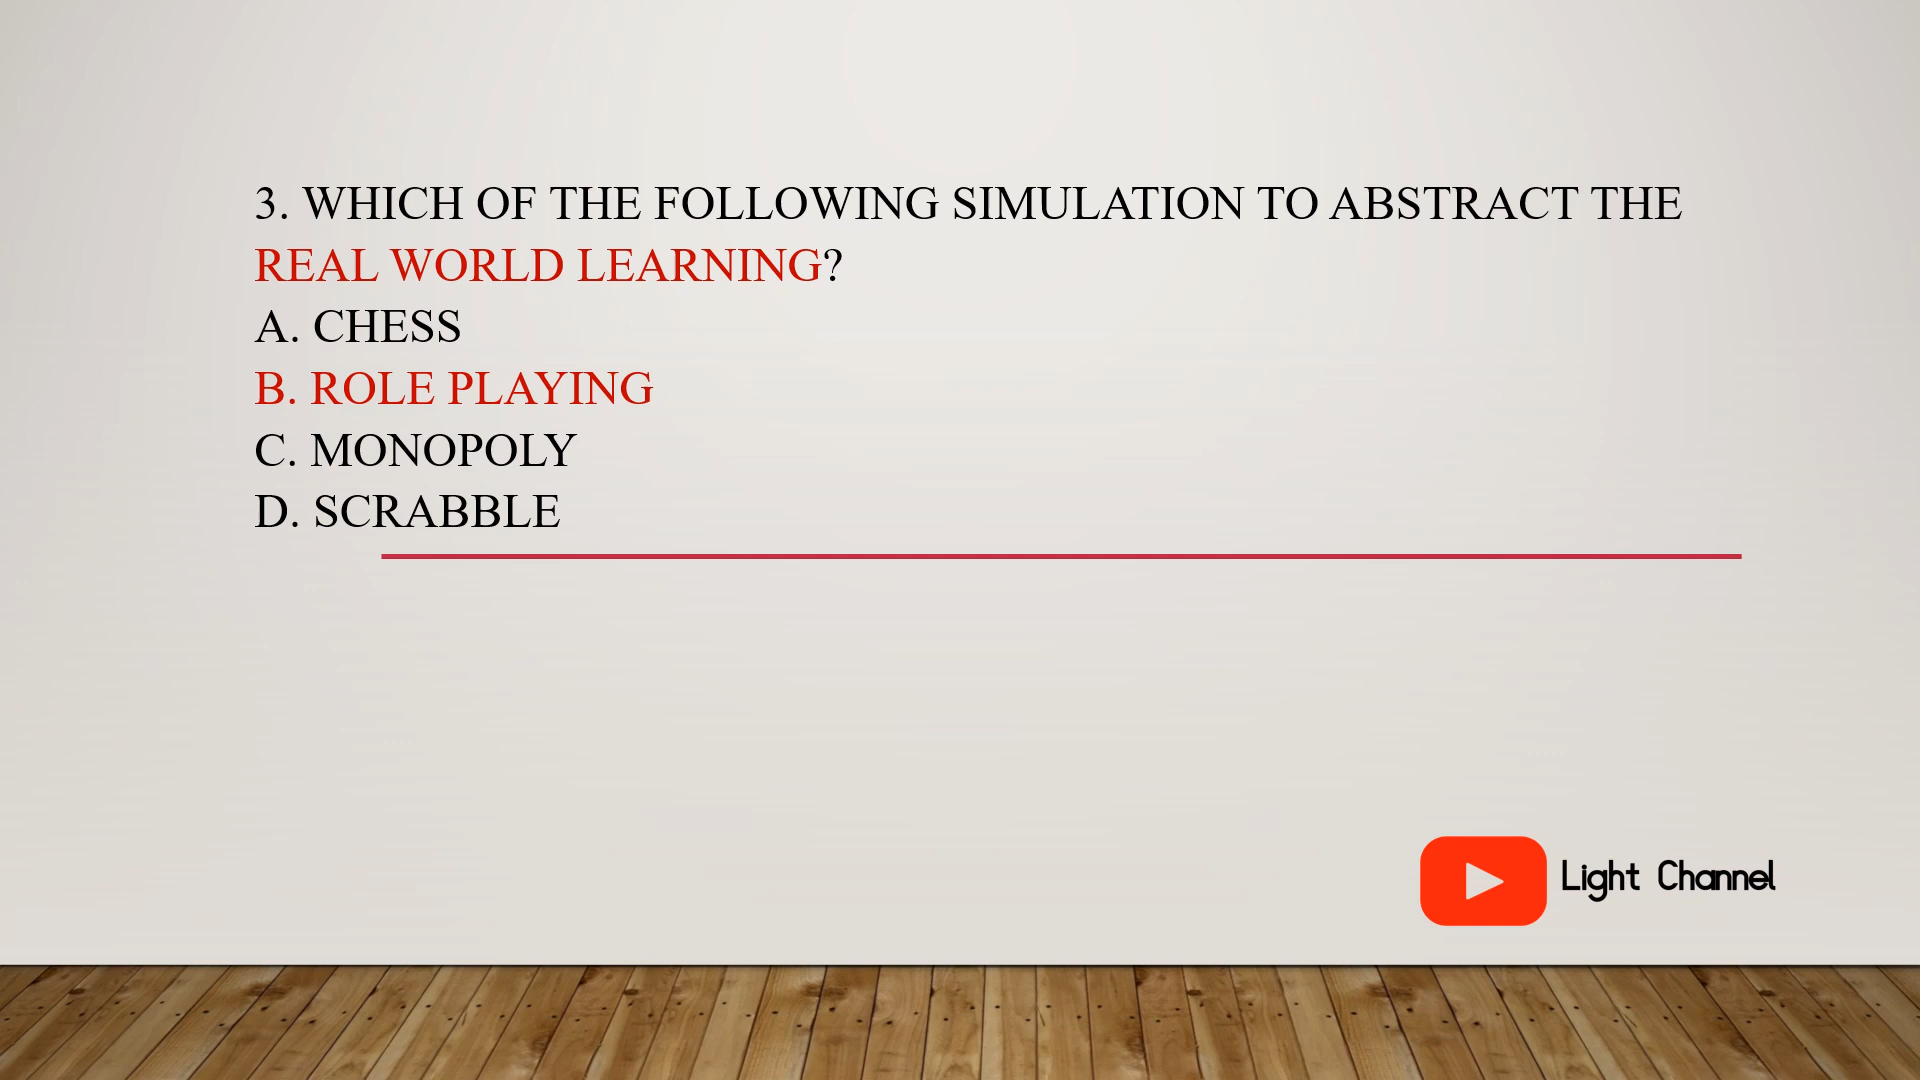 3. WHICH OF THE FOLLOWING SIMULATION TO ABSTRACT THE
REAL WORLD LEARNING?
A. CHESS
B. ROLE PLAYING
C. MONOPOLY
D. SCRABBLE
Light Channel